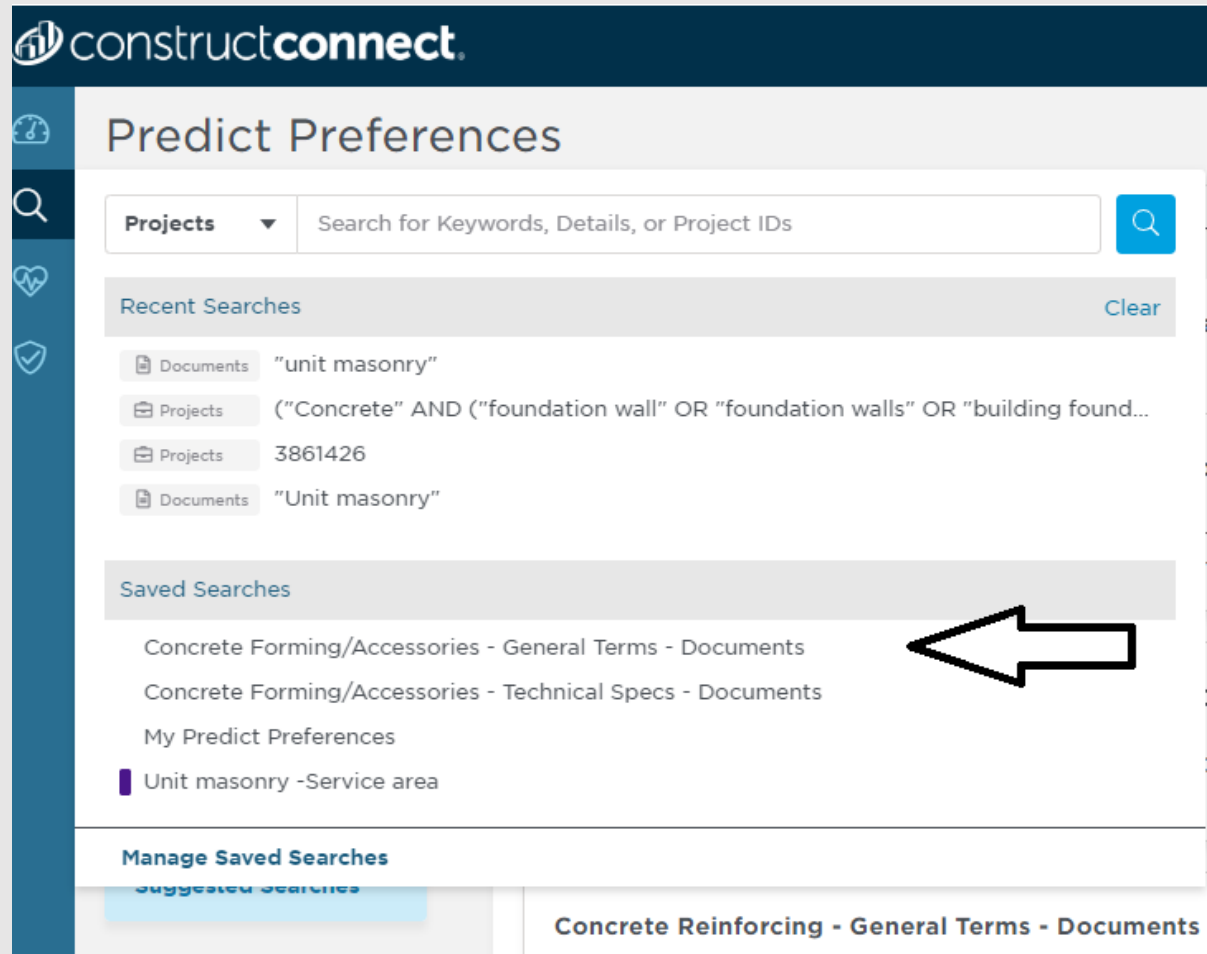 constructconnect.
Predict Preferences
Projects Search for Keywords, Details, or Project IDs
Recent Searches Clear
Documents "unit masonry"
Projects ("Concrete" AND ("foundation wall" OR "foundation walls" OR "building found...
Projects 3861426
Documents "Unit masonry"
Saved Searches
Concrete Forming/Accessories - General Terms - Documents
Concrete Forming/Accessories - Technical Specs - Documents
My Predict Preferences
Unit masonry -Service area
Manage Saved Searches
Suggested Searches
Concrete Reinforcing - General Terms - Documents